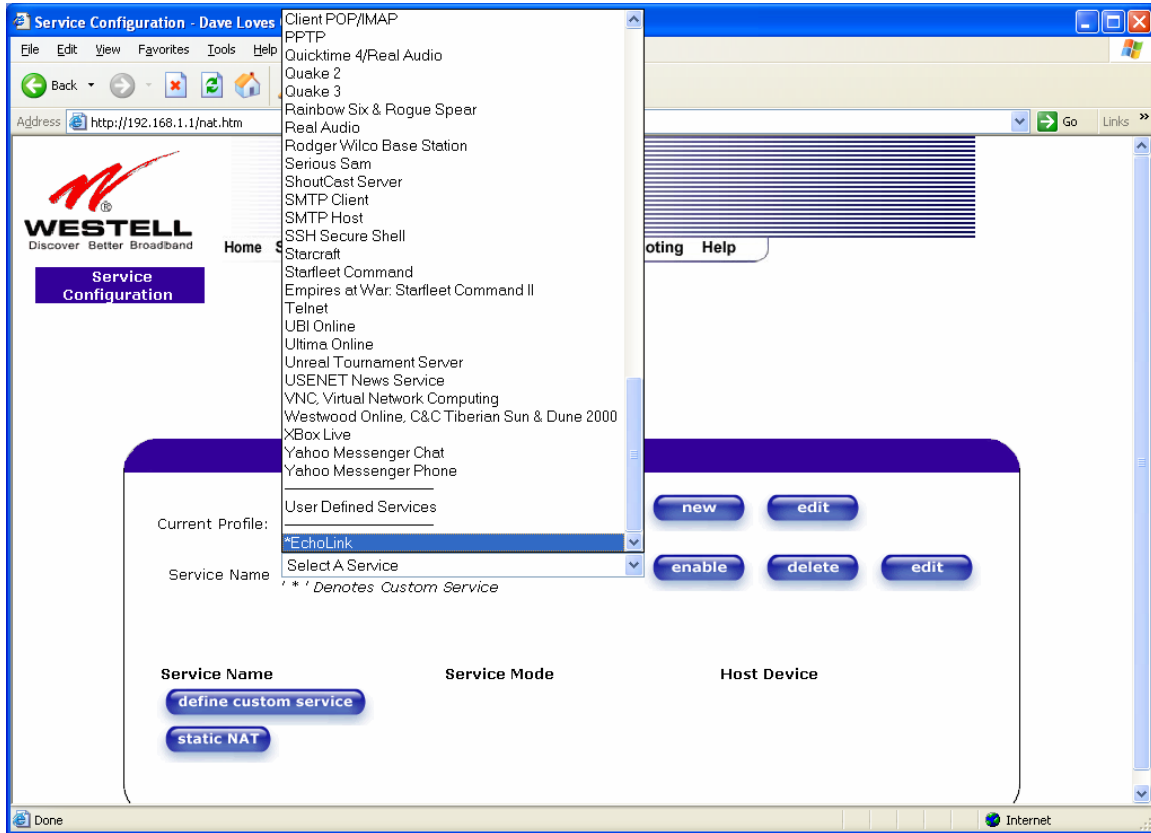 Service Configuration - Dave Loves
File Edit View Favorites Tools Help
Back
Address http://192.168.1.1/nat.htm Go Links »
WESTELL®
Discover Better Broadband
Home S oting Help
Service
Configuration
Client POP/IMAP
PPTP
Quicktime 4/Real Audio
Quake 2
Quake 3
Rainbow Six & Rogue Spear
Real Audio
Rodger Wilco Base Station
Serious Sam
ShoutCast Server
SMTP Client
SMTP Host
SSH Secure Shell
Starcraft
Starfleet Command
Empires at War: Starfleet Command II
Telnet
UBI Online
Ultima Online
Unreal Tournament Server
USENET News Service
VNC, Virtual Network Computing
Westwood Online, C&C Tiberian Sun & Dune 2000
XBox Live
Yahoo Messenger Chat
Yahoo Messenger Phone
User Defined Services
*EchoLink
Current Profile: new edit
Service Name Select A Service enable delete edit
' * ' Denotes Custom Service
Service Name Service Mode Host Device
define custom service
static NAT
Done Internet